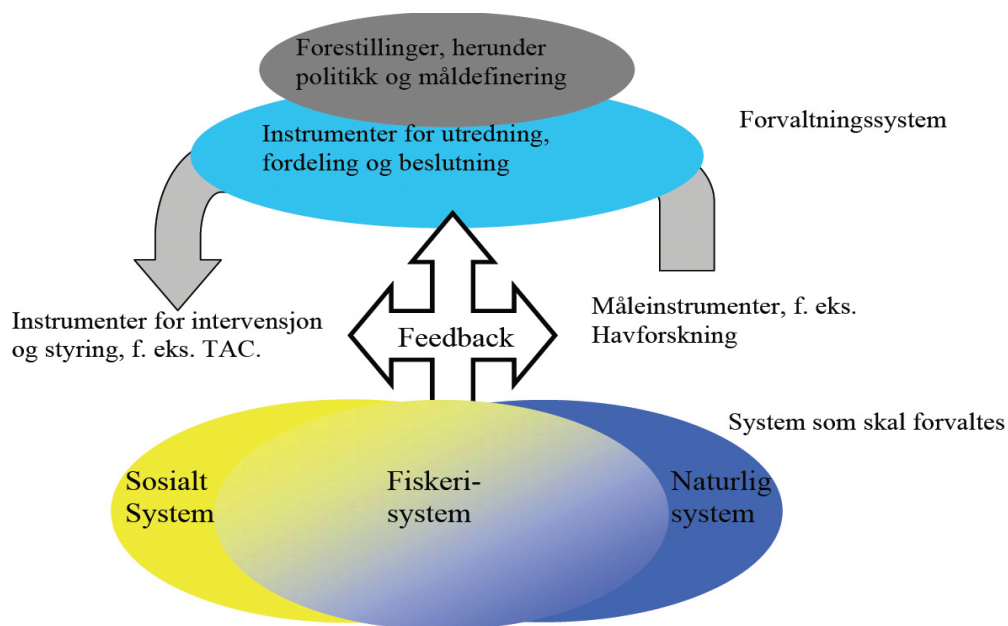 Forestillinger, herunder
politikk og måldefinering
Instrumenter for utredning,
fordeling og beslutning
Forvaltningssystem
Instrumenter for intervensjon
og styring, f. eks. TAC.
Feedback
Måleinstrumenter, f. eks.
Havforskning
System som skal forvaltes
Sosialt
System
Fiskeri-
system
Naturlig
system